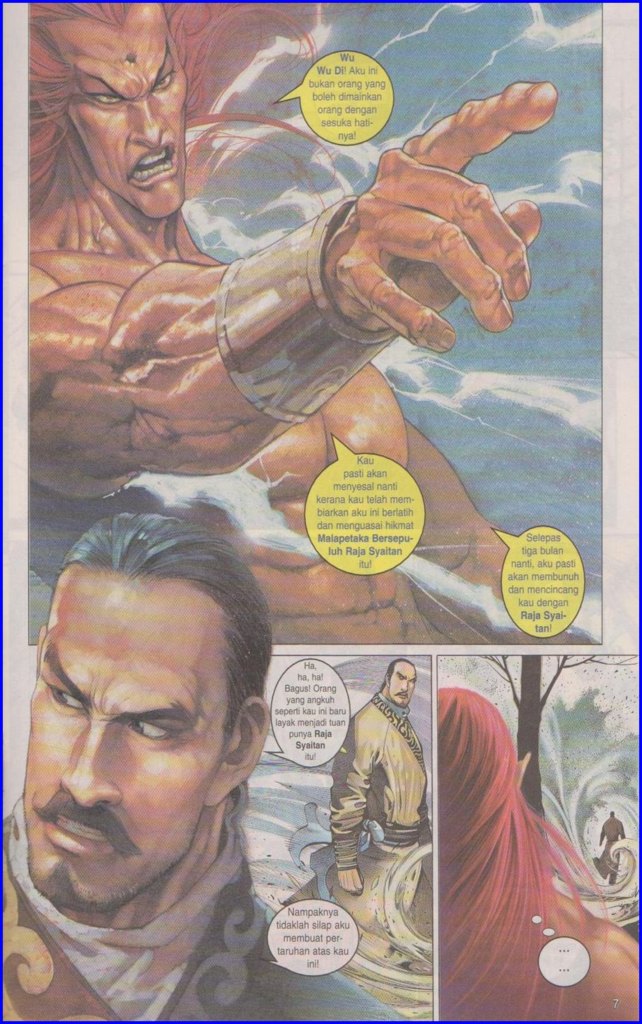 Wu
Wu Di! Aku ini
bukan orang yang
boleh dimainkan
orang dengan
sesuka hati-
nya!
Kau
pasti akan
menyesal nanti
kerana kau telah mem-
biarkan aku ini berlatih
dan menguasai hikmat
Malapetaka Bersepu-
luh Raja Syaitan
itu!
Selepas
tiga bulan
nanti, aku pasti
akan membunuh
dan mencincang
kau dengan
Raja Syai-
tan!
Ha,
ha, ha!
Bagus! Orang
yang angkuh
seperti kau ini baru
layak menjadi tuan
punya Raja
Syaitan
itu!
Nampaknya
tidaklah silap aku
membuat per-
taruhan atas kau
ini!
...
...
7